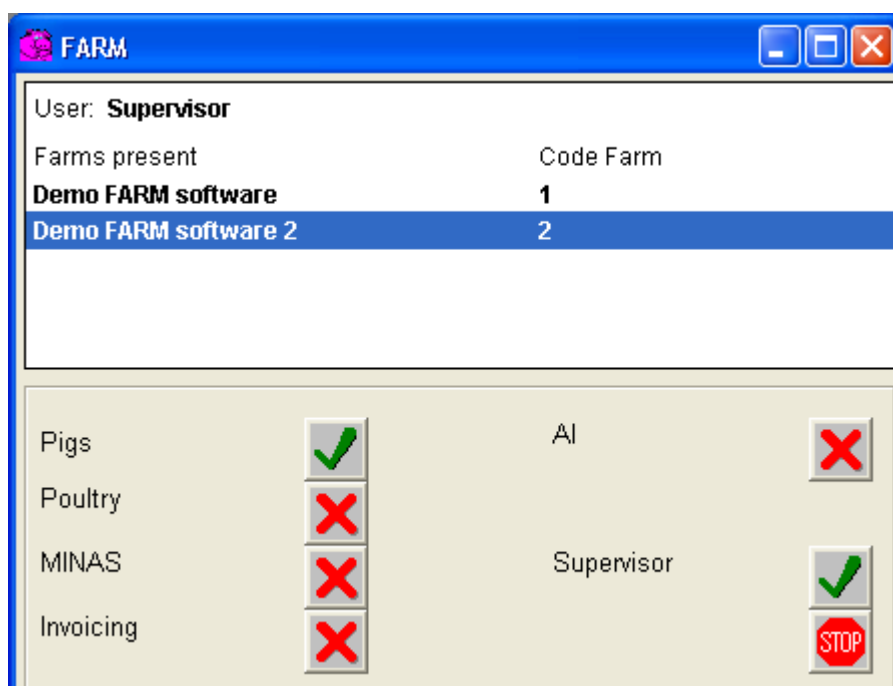 FARM
User: Supervisor
Farms present Code Farm
Demo FARM software 1
Demo FARM software 2 2
Pigs AI
Poultry
MINAS Supervisor
Invoicing STOP